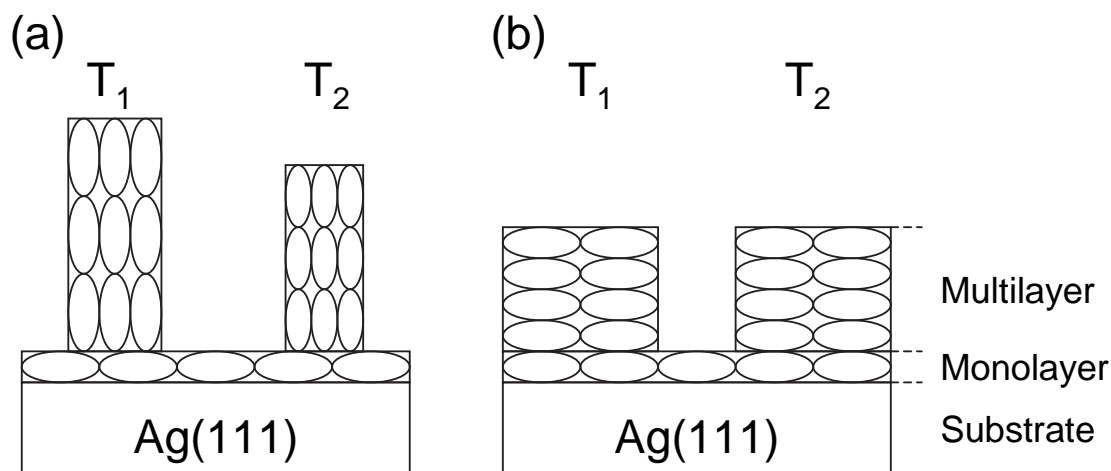 (a)
T₁ T₂
Ag(111)
(b)
T₁ T₂
Multilayer
Monolayer
Ag(111)
Substrate